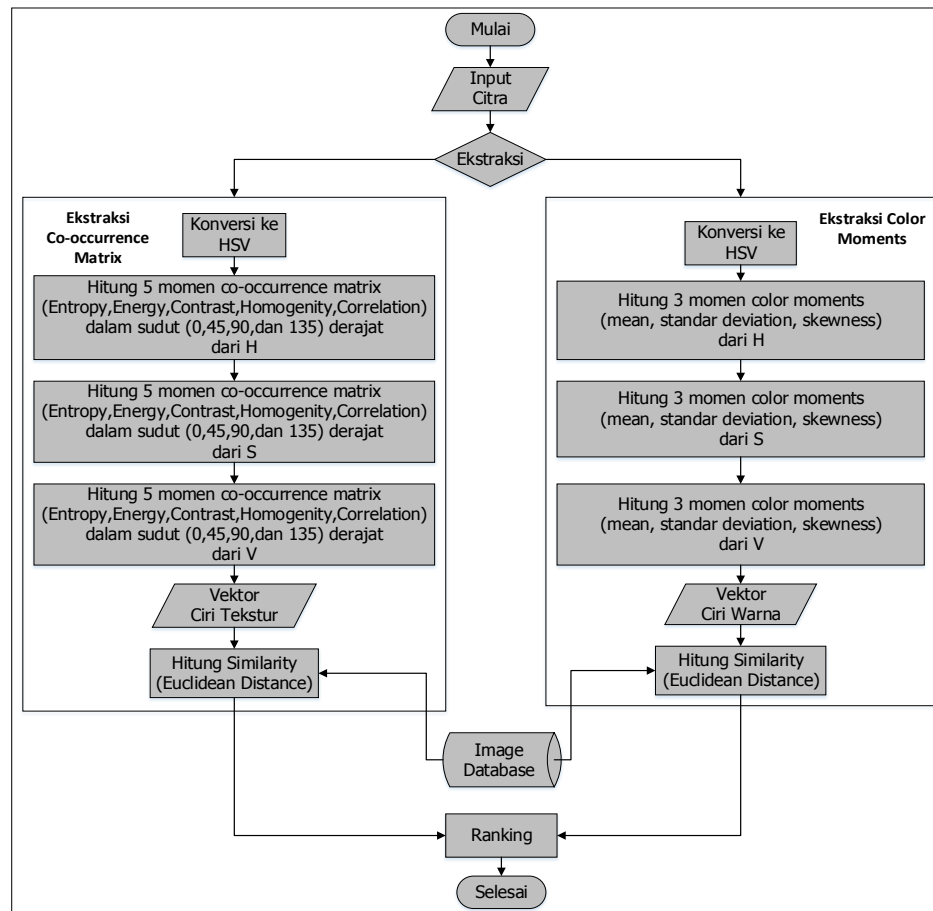 Mulai
Input
Citra
Ekstraksi
Ekstraksi
Co-occurrence
Matrix
Konversi ke
HSV
Hitung 5 momen co-occurrence matrix
(Entropy,Energy,Contrast,Homogenity,Correlation)
dalam sudut (0,45,90,dan 135) derajat
dari H
Hitung 5 momen co-occurrence matrix
(Entropy,Energy,Contrast,Homogenity,Correlation)
dalam sudut (0,45,90,dan 135) derajat
dari S
Hitung 5 momen co-occurrence matrix
(Entropy,Energy,Contrast,Homogenity,Correlation)
dalam sudut (0,45,90,dan 135) derajat
dari V
Vektor
Ciri Tekstur
Hitung Similarity
(Euclidean Distance)
Ekstraksi Color
Moments
Konversi ke
HSV
Hitung 3 momen color moments
(mean, standar deviation, skewness)
dari H
Hitung 3 momen color moments
(mean, standar deviation, skewness)
dari S
Hitung 3 momen color moments
(mean, standar deviation, skewness)
dari V
Vektor
Ciri Warna
Hitung Similarity
(Euclidean Distance)
Image
Database
Ranking
Selesai